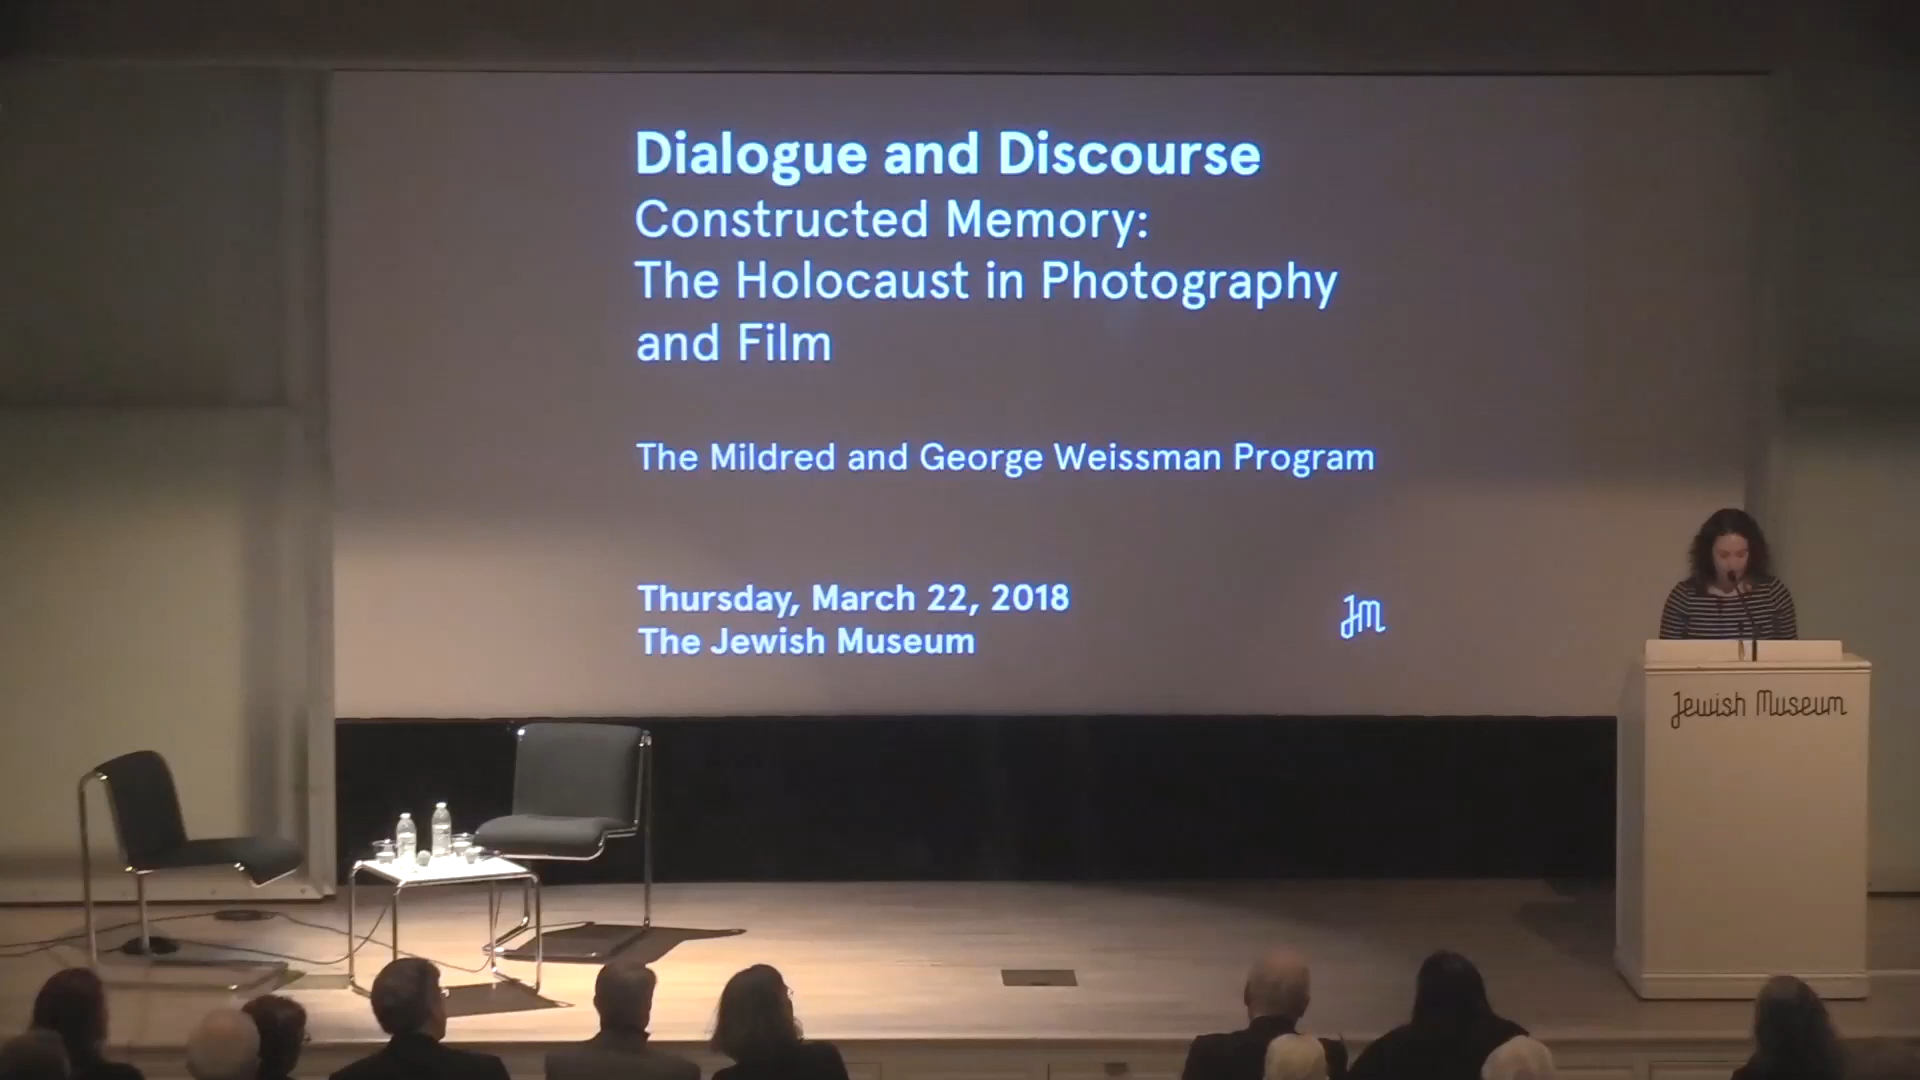 Dialogue and Discourse
Constructed Memory:
The Holocaust in Photography
and Film
The Mildred and George Weissman Program
Thursday, March 22, 2018
The Jewish Museum
JM
Jewish Museum